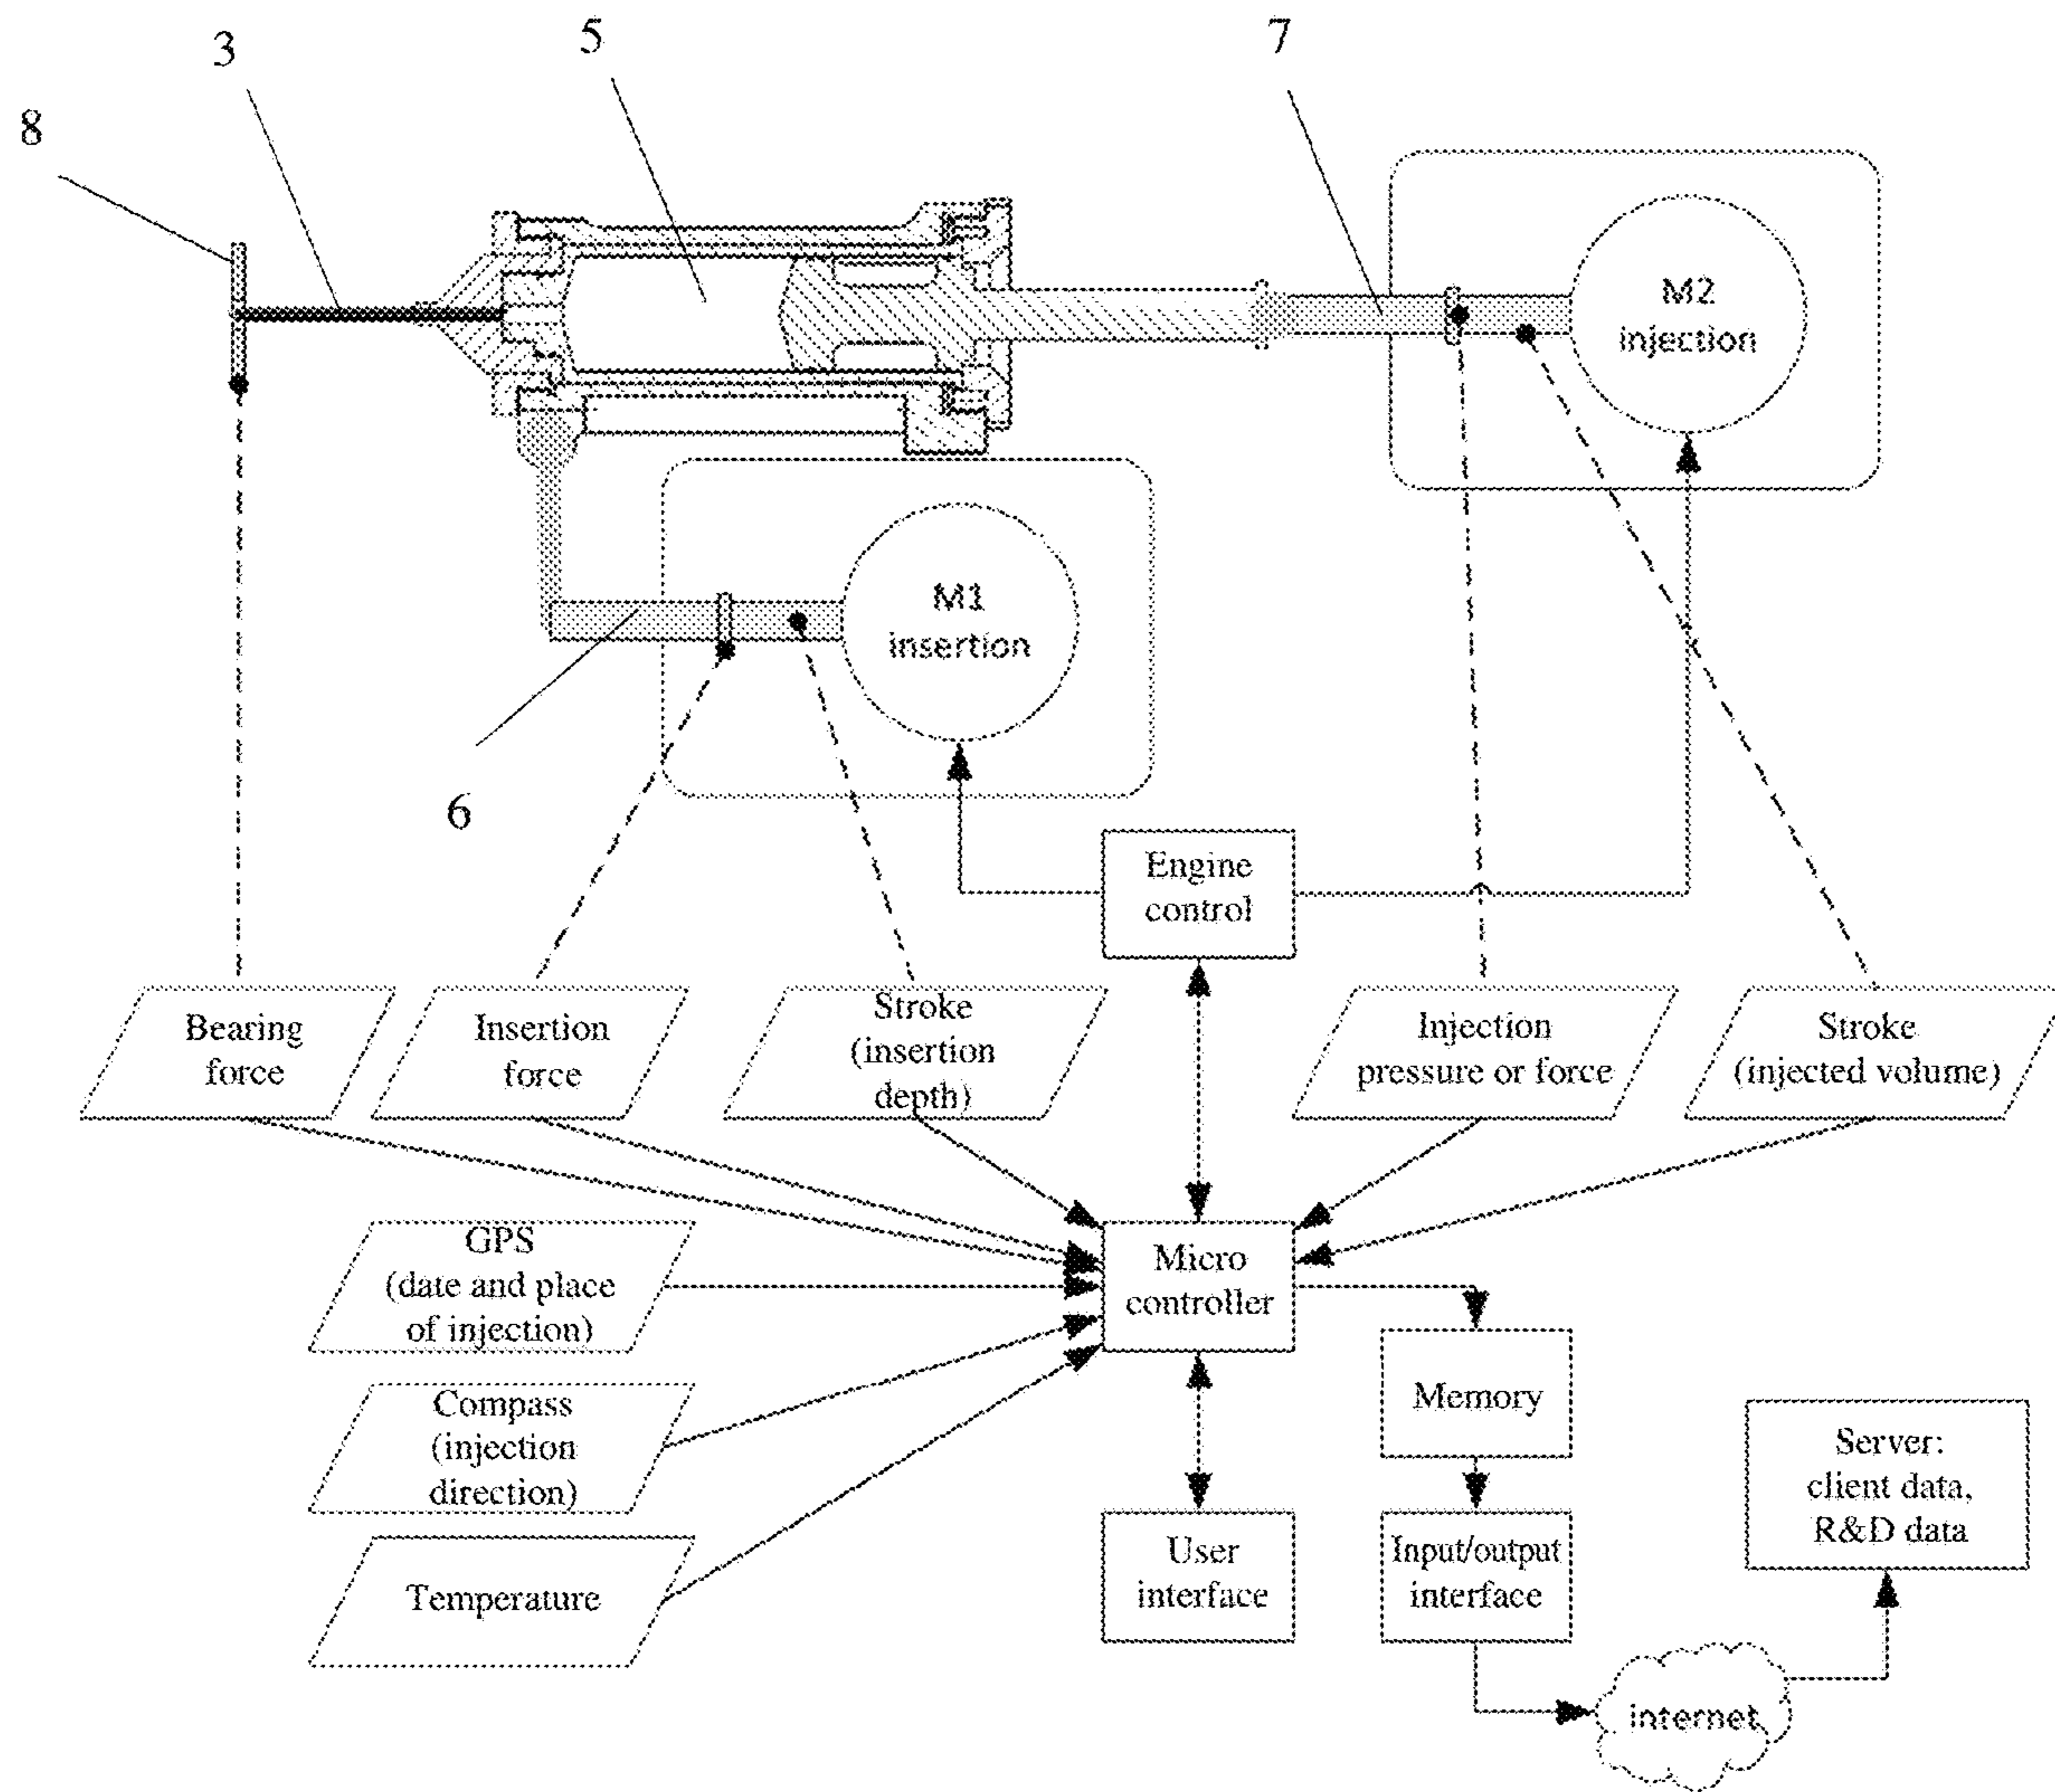 3
5
7
8
M2
injection
M1
insertion
6
Engine
control
Bearing
force
Insertion
force
Stroke
(insertion
depth)
Injection
pressure or force
Stroke
(injected volume)
GPS
(date and place
of injection)
Micro
controller
Compass
(injection
direction)
Memory
Server:
client data,
R&D data
Temperature
User
interface
Input/output
interface
internet